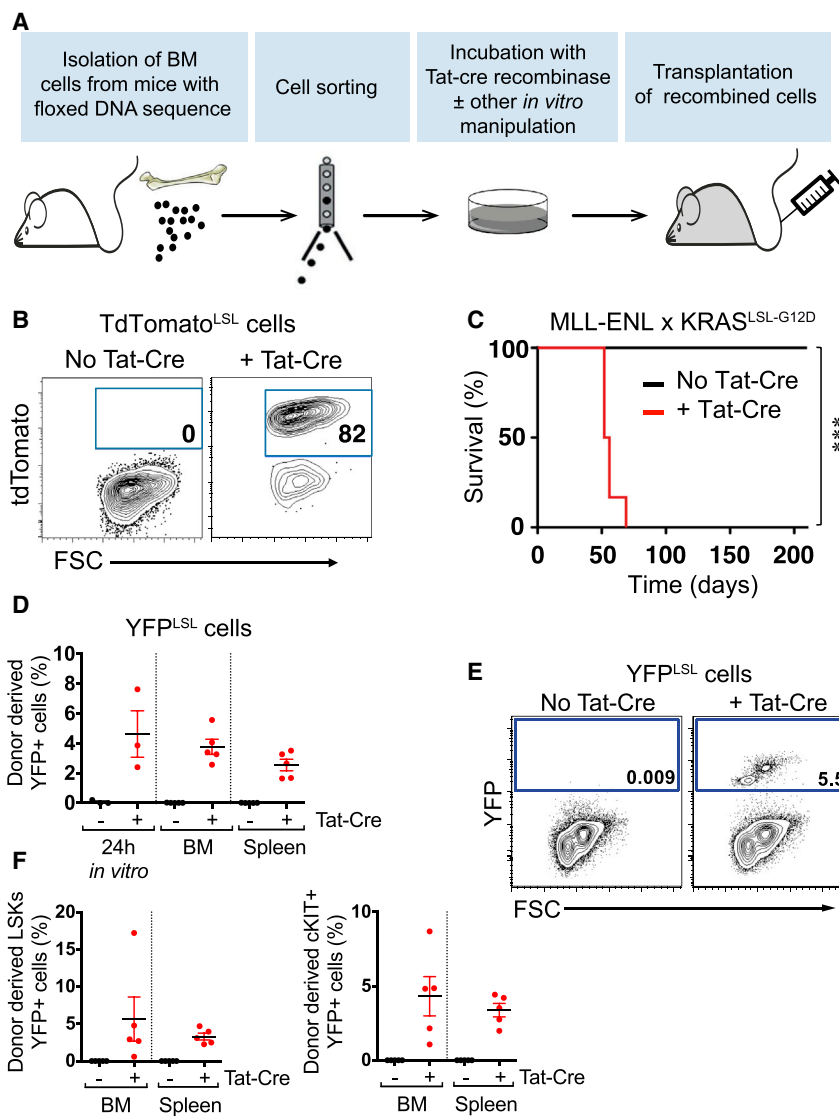 A
Isolation of BM
cells from mice with
floxed DNA sequence
Cell sorting
Incubation with
Tat-cre recombinase
± other in vitro
manipulation
Transplantation
of recombined cells
B
TdTomato^LSL cells
No Tat-Cre
+ Tat-Cre
tdTomato
0
82
FSC
C
MLL-ENL x KRAS^LSL-G12D
Survival (%)
100
50
0
No Tat-Cre
+ Tat-Cre
***
0 50 100 150 200
Time (days)
D
YFP^LSL cells
Donor derived
YFP+ cells (%)
10
8
6
4
2
0
- + - + - + Tat-Cre
24h
in vitro
BM
Spleen
E
YFP^LSL cells
No Tat-Cre
+ Tat-Cre
YFP
0.009
5.5
FSC
F
Donor derived LSKs
YFP+ cells (%)
20
15
10
5
0
- + - + Tat-Cre
BM Spleen
Donor derived cKIT+
YFP+ cells (%)
10
5
0
- + - + Tat-Cre
BM Spleen